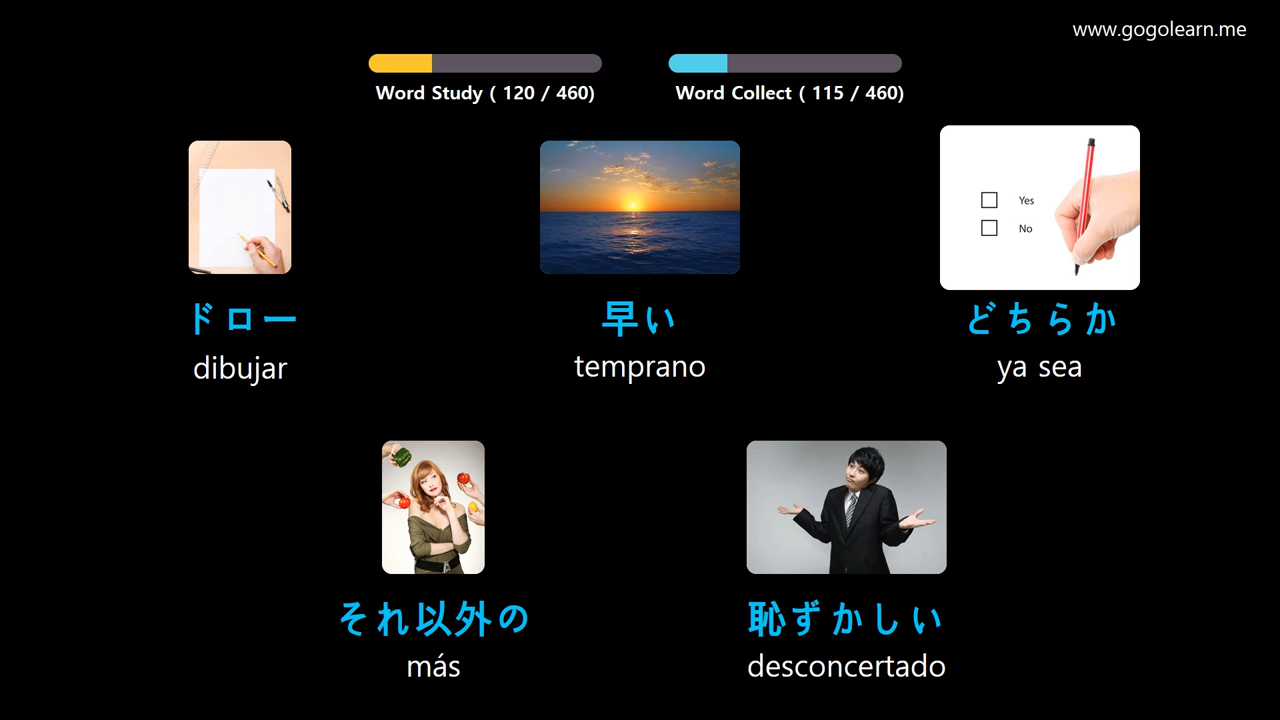 www.gogolearn.me
Word Study ( 120 / 460)
Word Collect ( 115 / 460)
Yes
No
ドロー
dibujar
早い
temprano
どちらか
ya sea
それ以外の
más
恥ずかしい
desconcertado